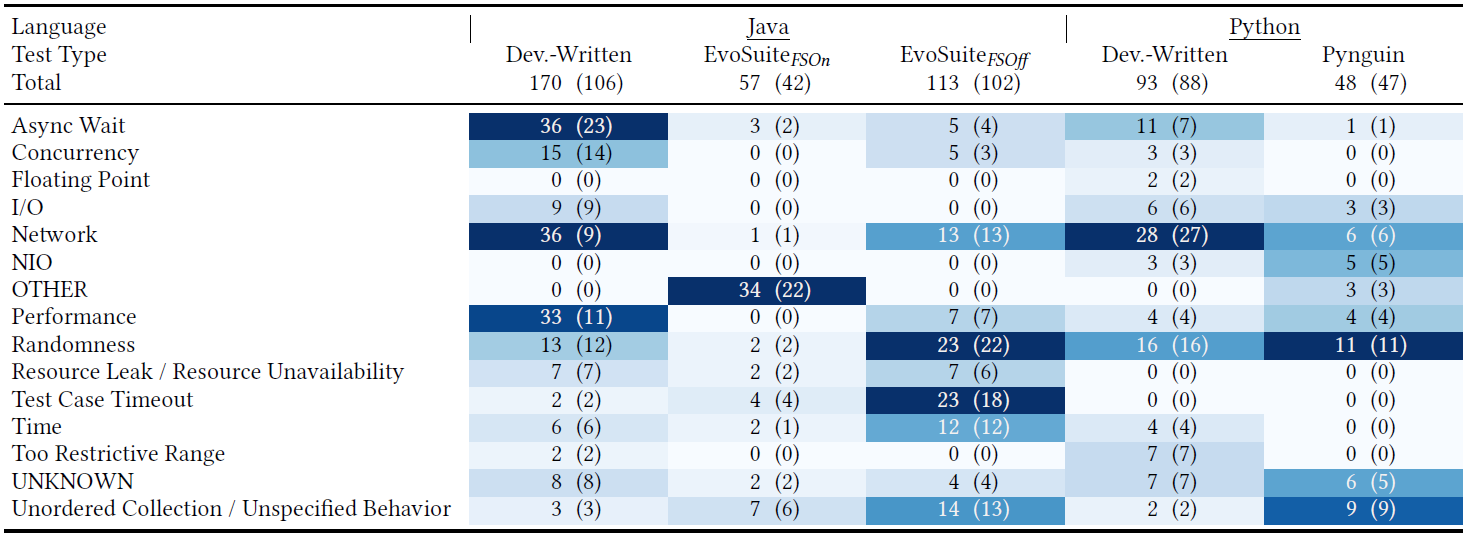 Language Java Python
Test Type Dev.-Written EvoSuiteFSOn EvoSuiteFSOff Dev.-Written Pynguin
Total 170 (106) 57 (42) 113 (102) 93 (88) 48 (47)
Async Wait 36 (23) 3 (2) 5 (4) 11 (7) 1 (1)
Concurrency 15 (14) 0 (0) 5 (3) 3 (3) 0 (0)
Floating Point 0 (0) 0 (0) 0 (0) 2 (2) 0 (0)
I/O 9 (9) 0 (0) 0 (0) 6 (6) 3 (3)
Network 36 (9) 1 (1) 13 (13) 28 (27) 6 (6)
NIO 0 (0) 0 (0) 0 (0) 3 (3) 5 (5)
OTHER 0 (0) 34 (22) 0 (0) 0 (0) 3 (3)
Performance 33 (11) 0 (0) 7 (7) 4 (4) 4 (4)
Randomness 13 (12) 2 (2) 23 (22) 16 (16) 11 (11)
Resource Leak / Resource Unavailability 7 (7) 2 (2) 7 (6) 0 (0) 0 (0)
Test Case Timeout 2 (2) 4 (4) 23 (18) 0 (0) 0 (0)
Time 6 (6) 2 (1) 12 (12) 4 (4) 0 (0)
Too Restrictive Range 2 (2) 0 (0) 0 (0) 7 (7) 0 (0)
UNKNOWN 8 (8) 2 (2) 4 (4) 7 (7) 6 (5)
Unordered Collection / Unspecified Behavior 3 (3) 7 (6) 14 (13) 2 (2) 9 (9)